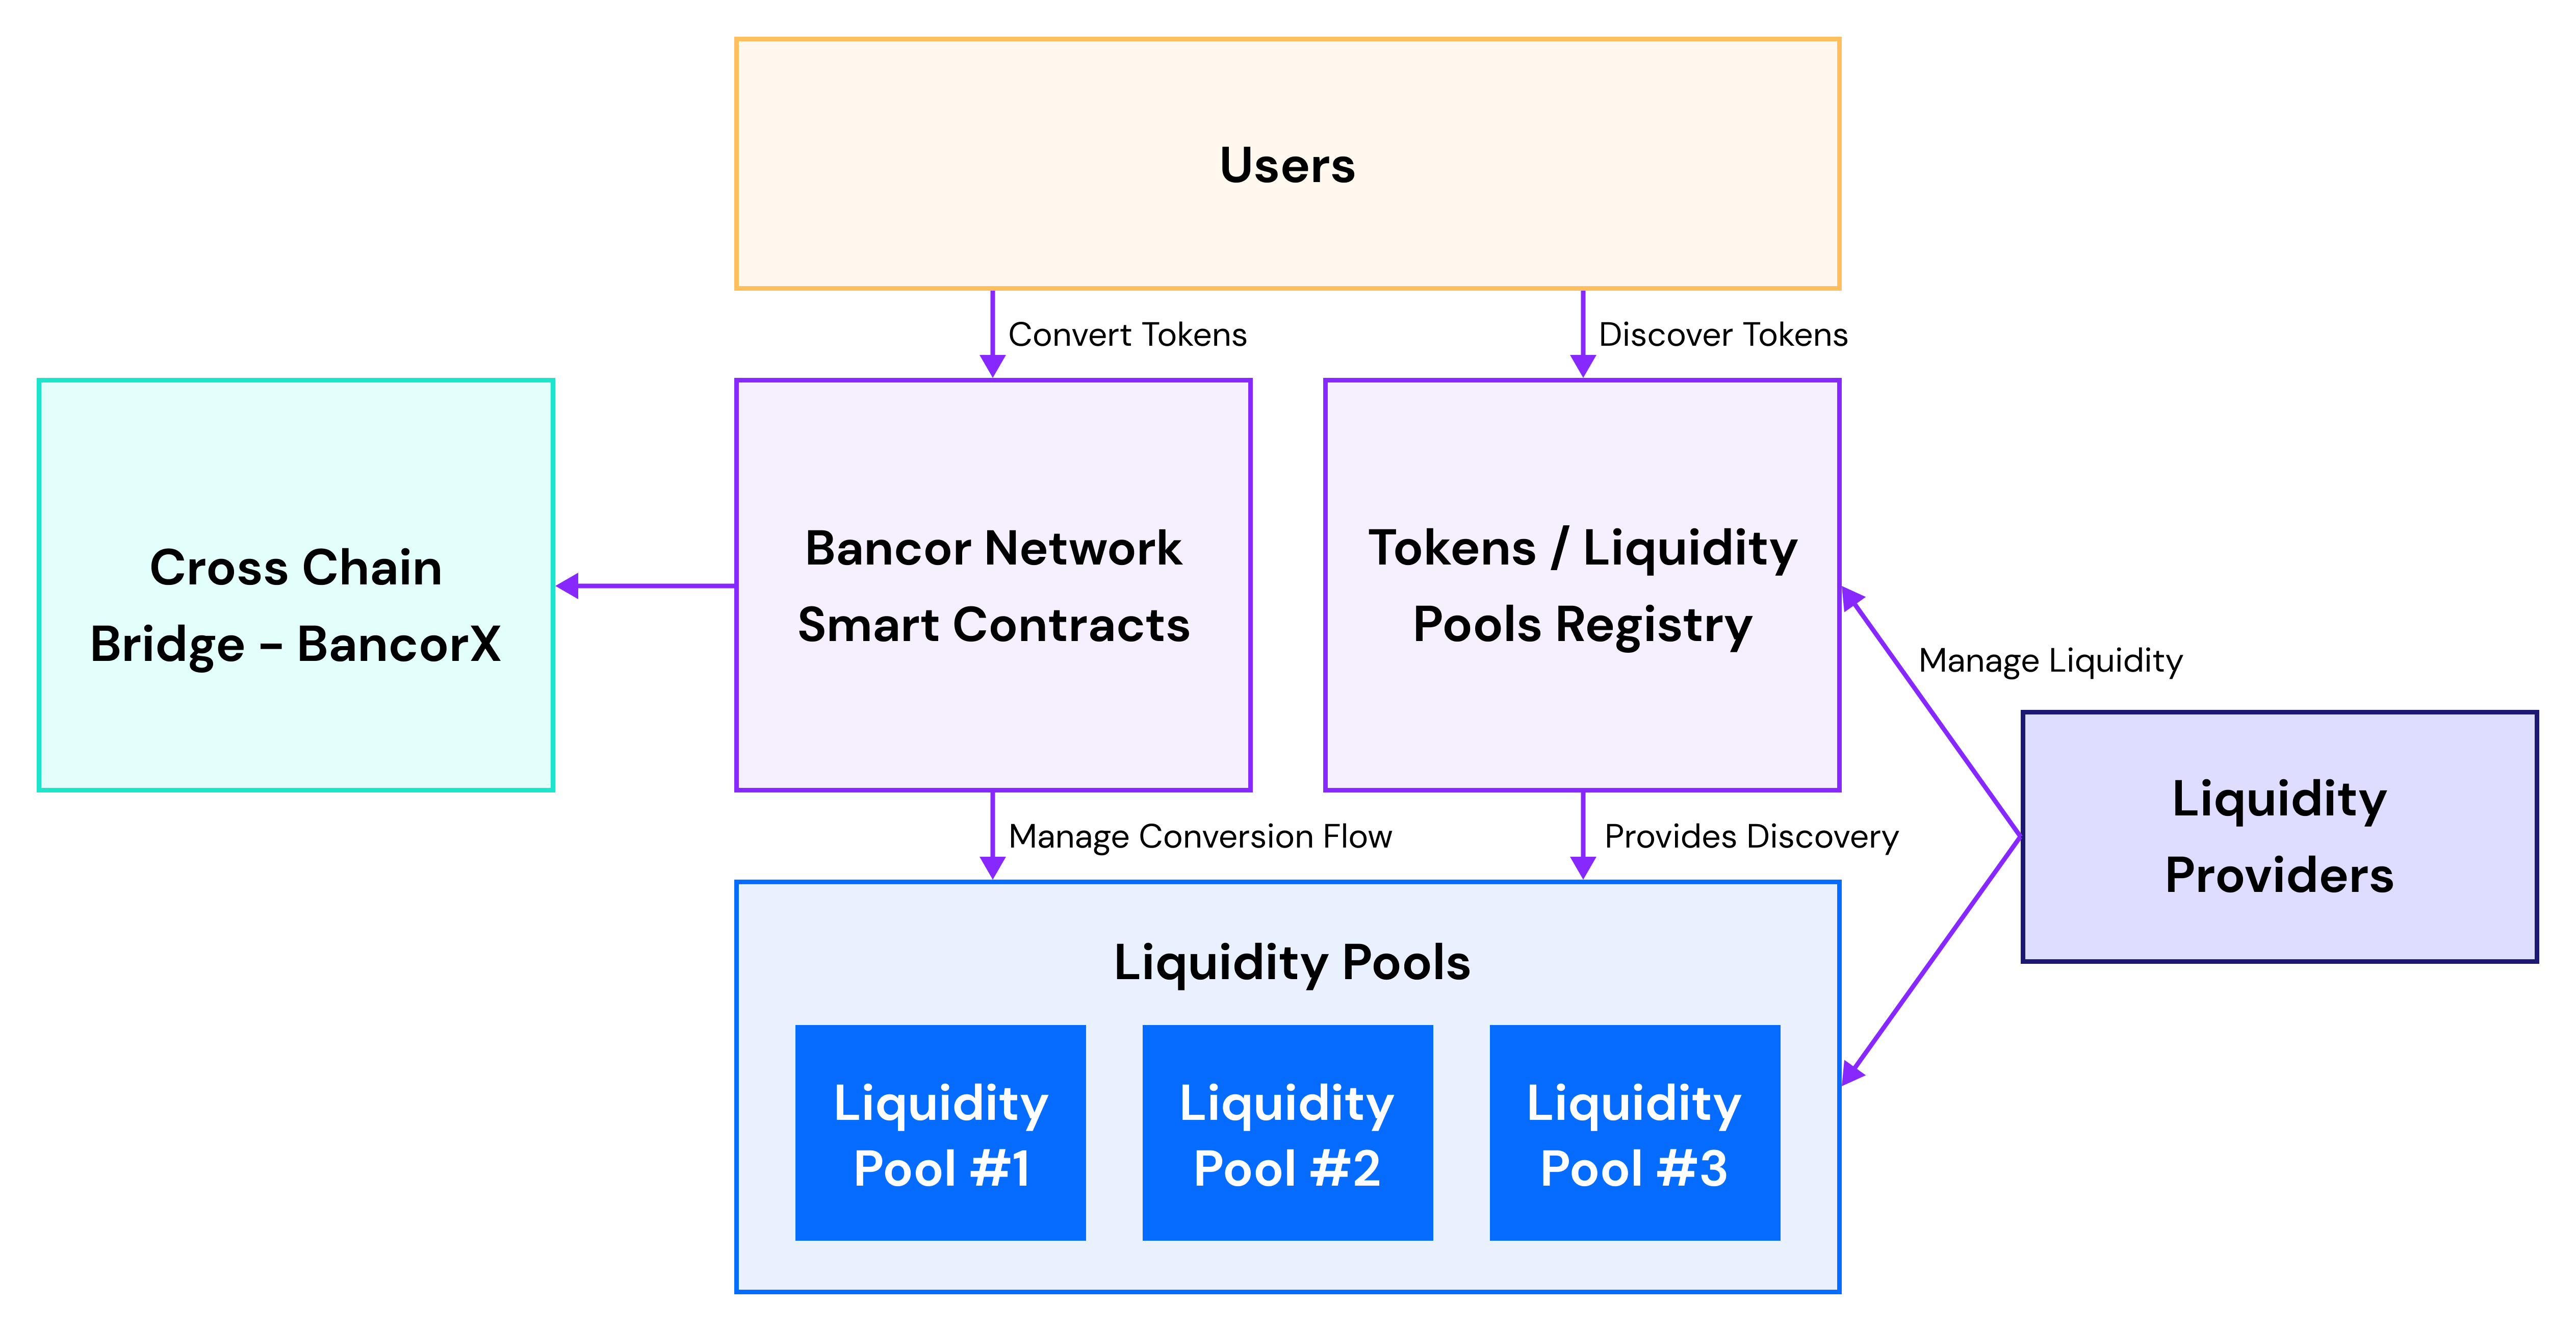 Users
Convert Tokens
Discover Tokens
Cross Chain
Bridge - BancorX
Bancor Network
Smart Contracts
Tokens / Liquidity
Pools Registry
Manage Liquidity
Liquidity
Providers
Manage Conversion Flow
Provides Discovery
Liquidity Pools
Liquidity
Pool #1
Liquidity
Pool #2
Liquidity
Pool #3